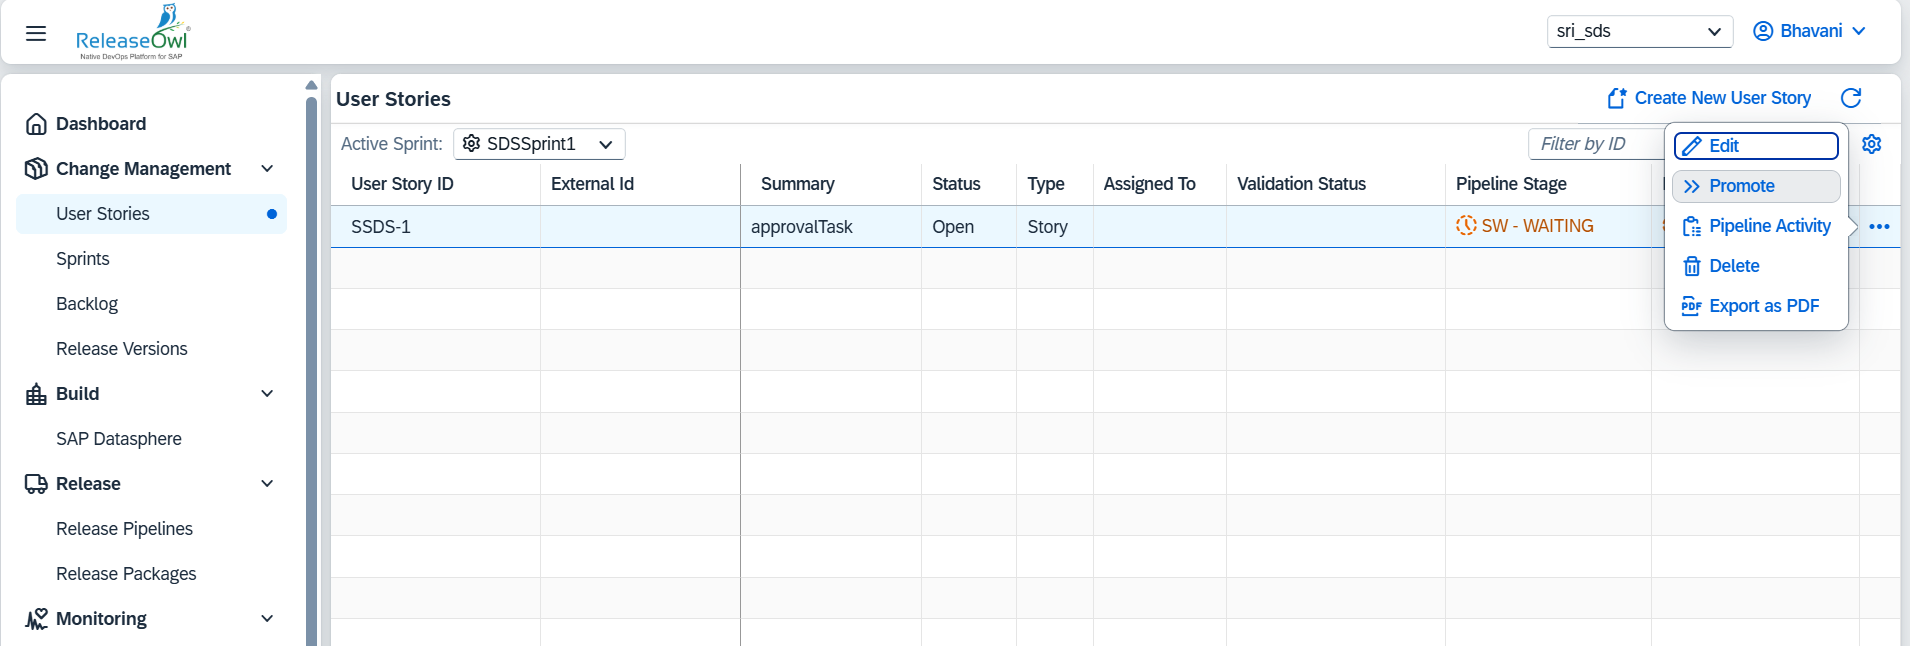 ReleaseOwl
®
Native DevOps Platform for SAP
sri_sds
Bhavani
Dashboard
Change Management
User Stories
Sprints
Backlog
Release Versions
Build
SAP Datasphere
Release
Release Pipelines
Release Packages
Monitoring
User Stories
Create New User Story
Active Sprint:
SDSSprint1
Filter by ID
User Story ID
External Id
Summary
Status
Type
Assigned To
Validation Status
Pipeline Stage
SSDS-1
approvalTask
Open
Story
SW - WAITING
Edit
Promote
Pipeline Activity
Delete
PDF
Export as PDF